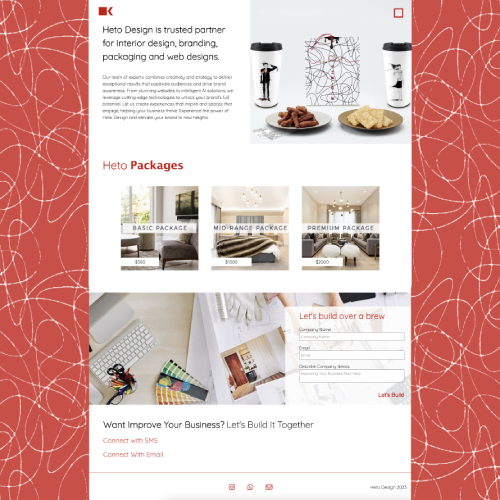 Heto Design is trusted partner
for Interior design, branding,
packaging and web designs.
Our team of experts combines creativity and strategy to deliver
exceptional results that captivate audiences and drive brand
awareness. From stunning websites to intelligent AI solutions, we
leverage cutting-edge technologies to unlock your brand's full
potential. Let us create experiences that inspire and spaces that
engage, helping your business thrive. Experience the power of
Heto Design and elevate your brand to new heights.
Heto Packages
BASIC PACKAGE
MID-RANGE PACKAGE
PREMIUM PACKAGE
$500
$1000
$2000
Let's build over a brew
Company Name
Company Name
Email
Email
Describe Company Needs
Improving Your Business Start Here
Let's Build
Want Improve Your Business? Let's Build It Together
Connect with SMS
Connect With Email
Heto Design 2023